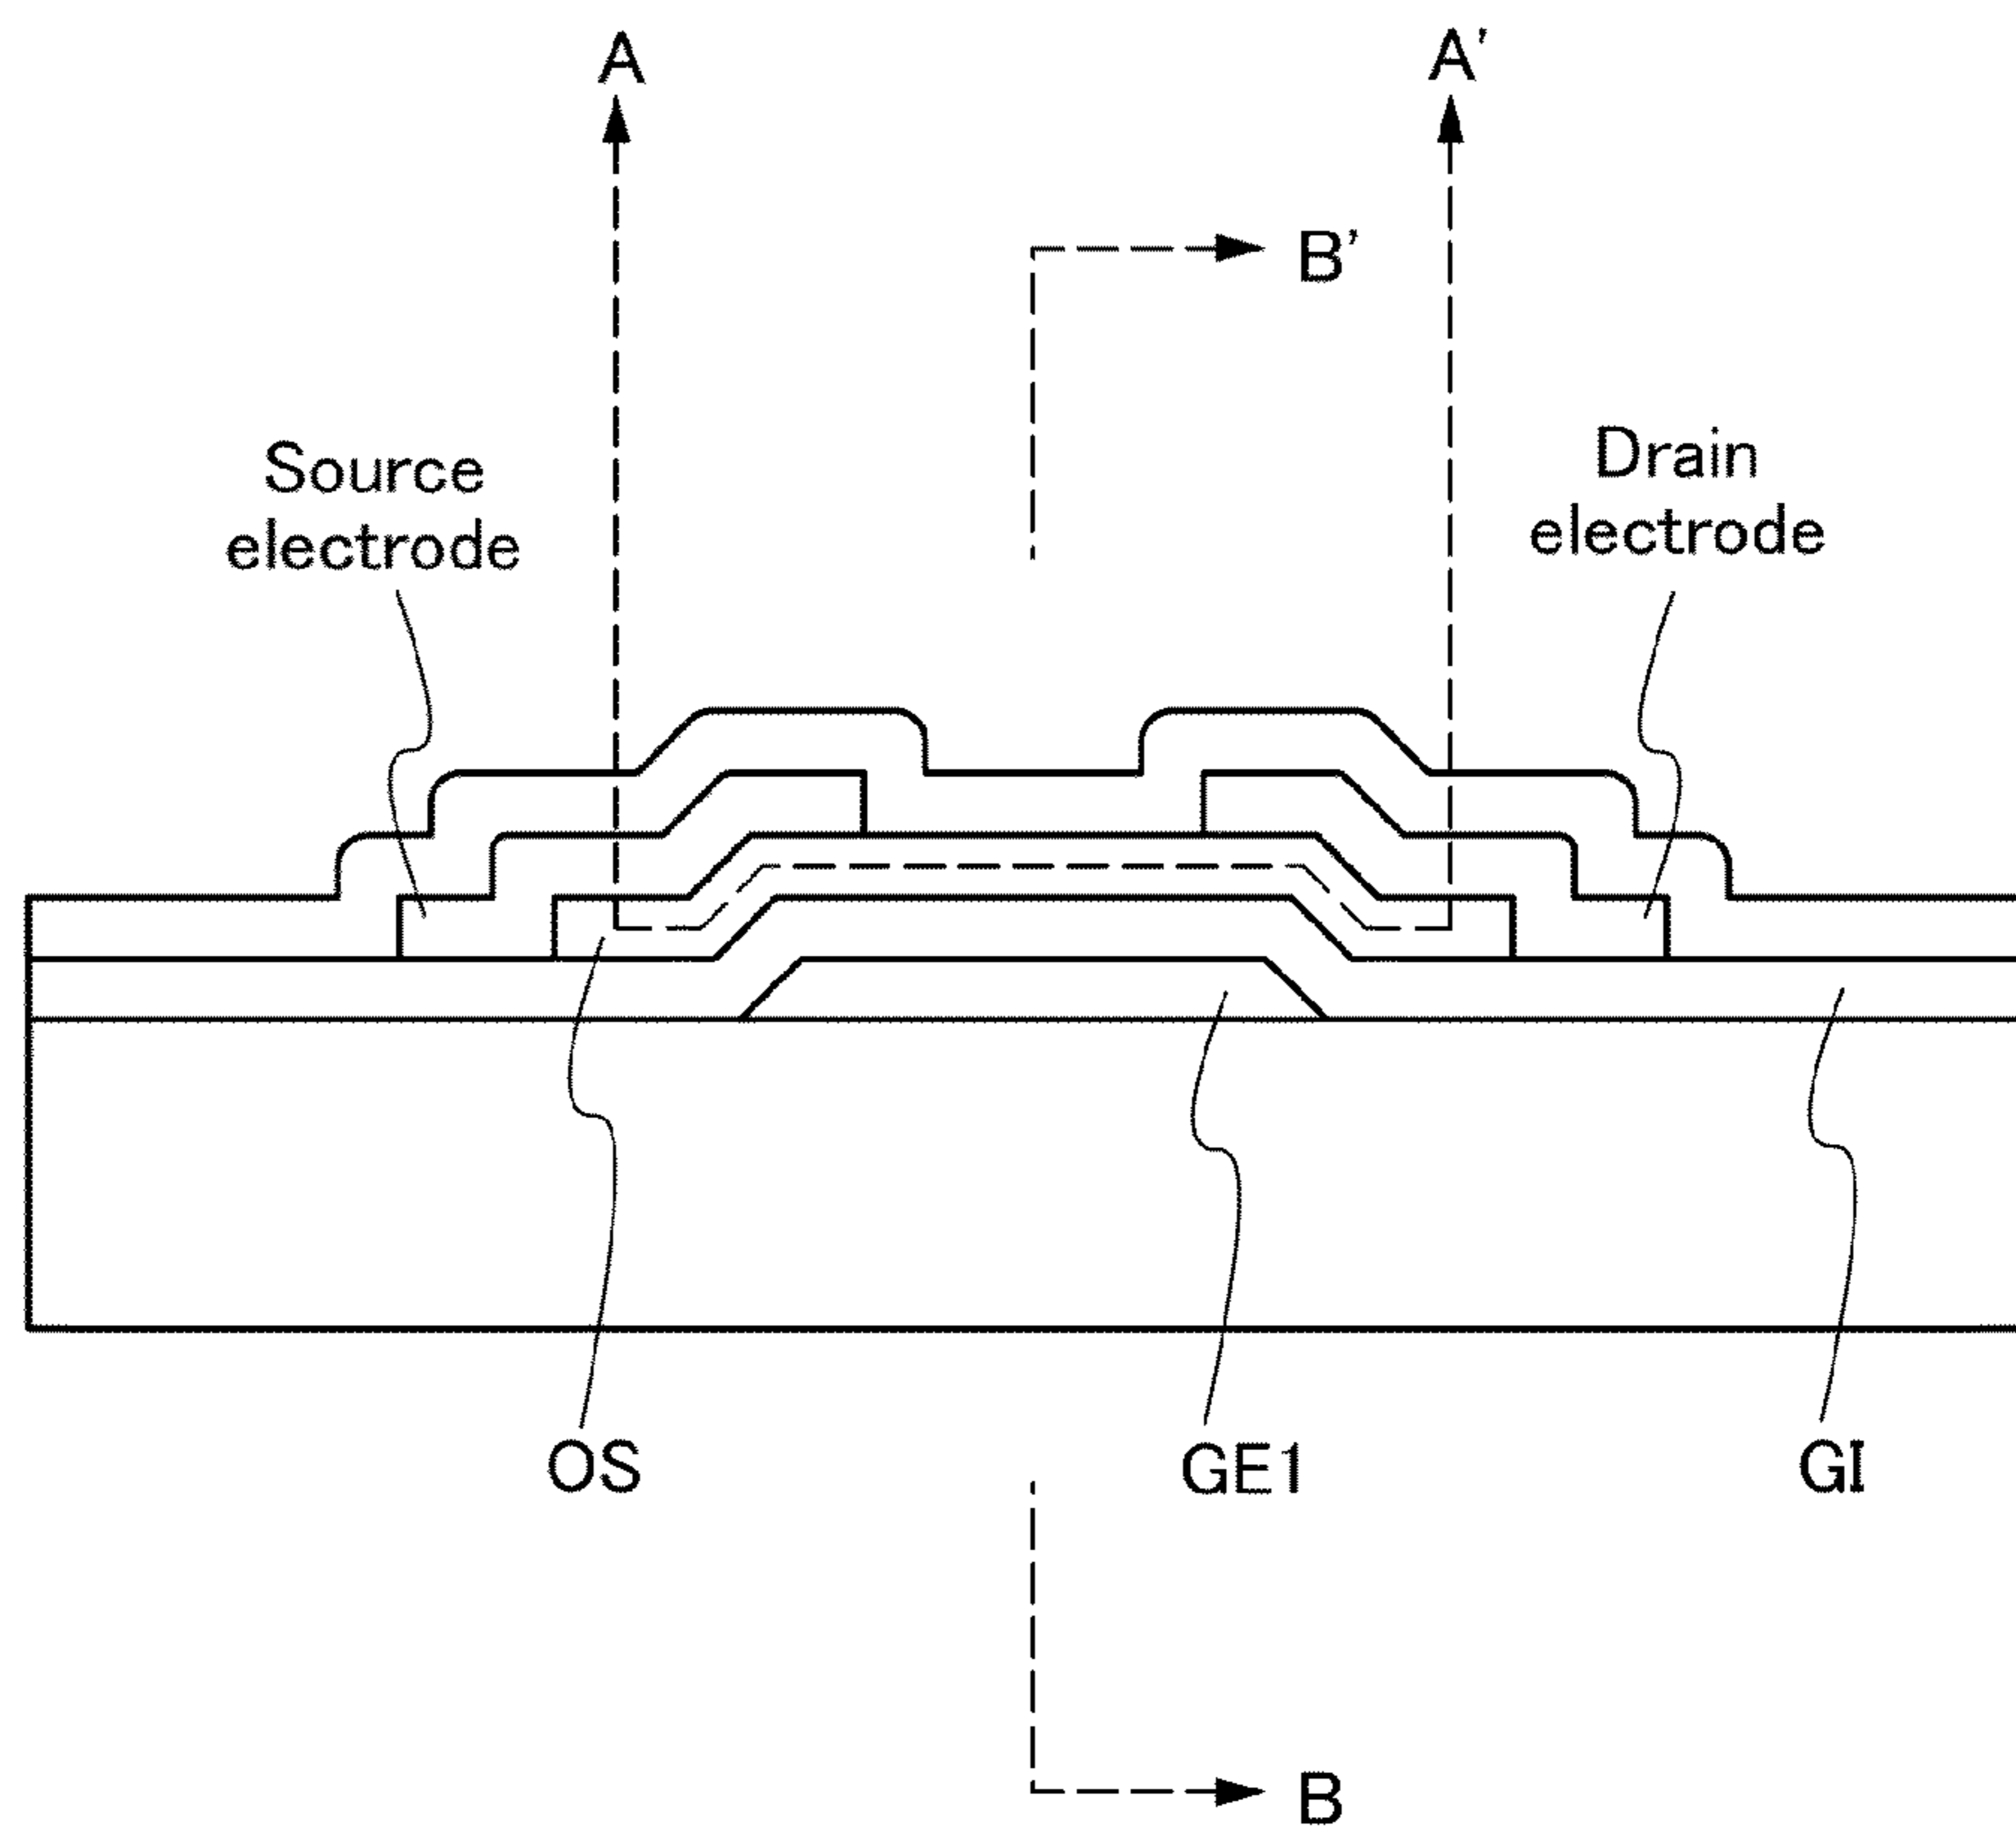 A
A'
B'
Source
electrode
Drain
electrode
OS
GE1
GI
B